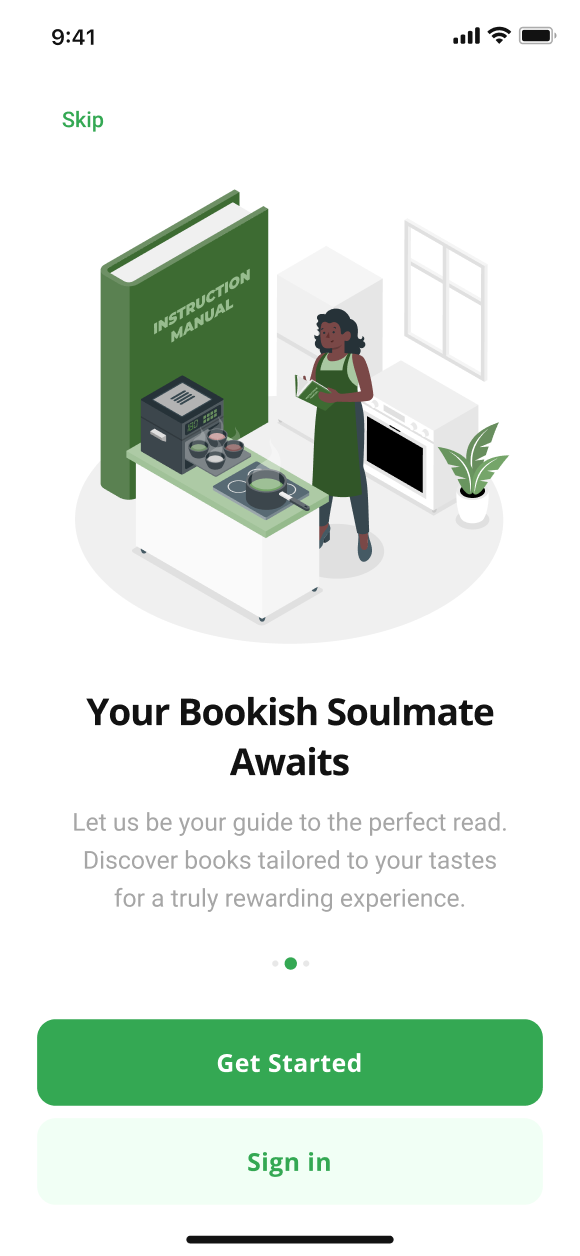 9:41
Skip
INSTRUCTION
MANUAL
Your Bookish Soulmate
Awaits
Let us be your guide to the perfect read.
Discover books tailored to your tastes
for a truly rewarding experience.
Get Started
Sign in